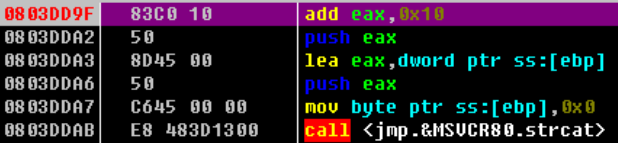 0803DD9F 83C0 10 add eax,0x10
0803DDA2 50 push eax
0803DDA3 8D45 00 lea eax,dword ptr ss:[ebp]
0803DDA6 50 push eax
0803DDA7 C645 00 00 mov byte ptr ss:[ebp],0x0
0803DDAB E8 483D1300 call <jmp.&MSVCR80.strcat>